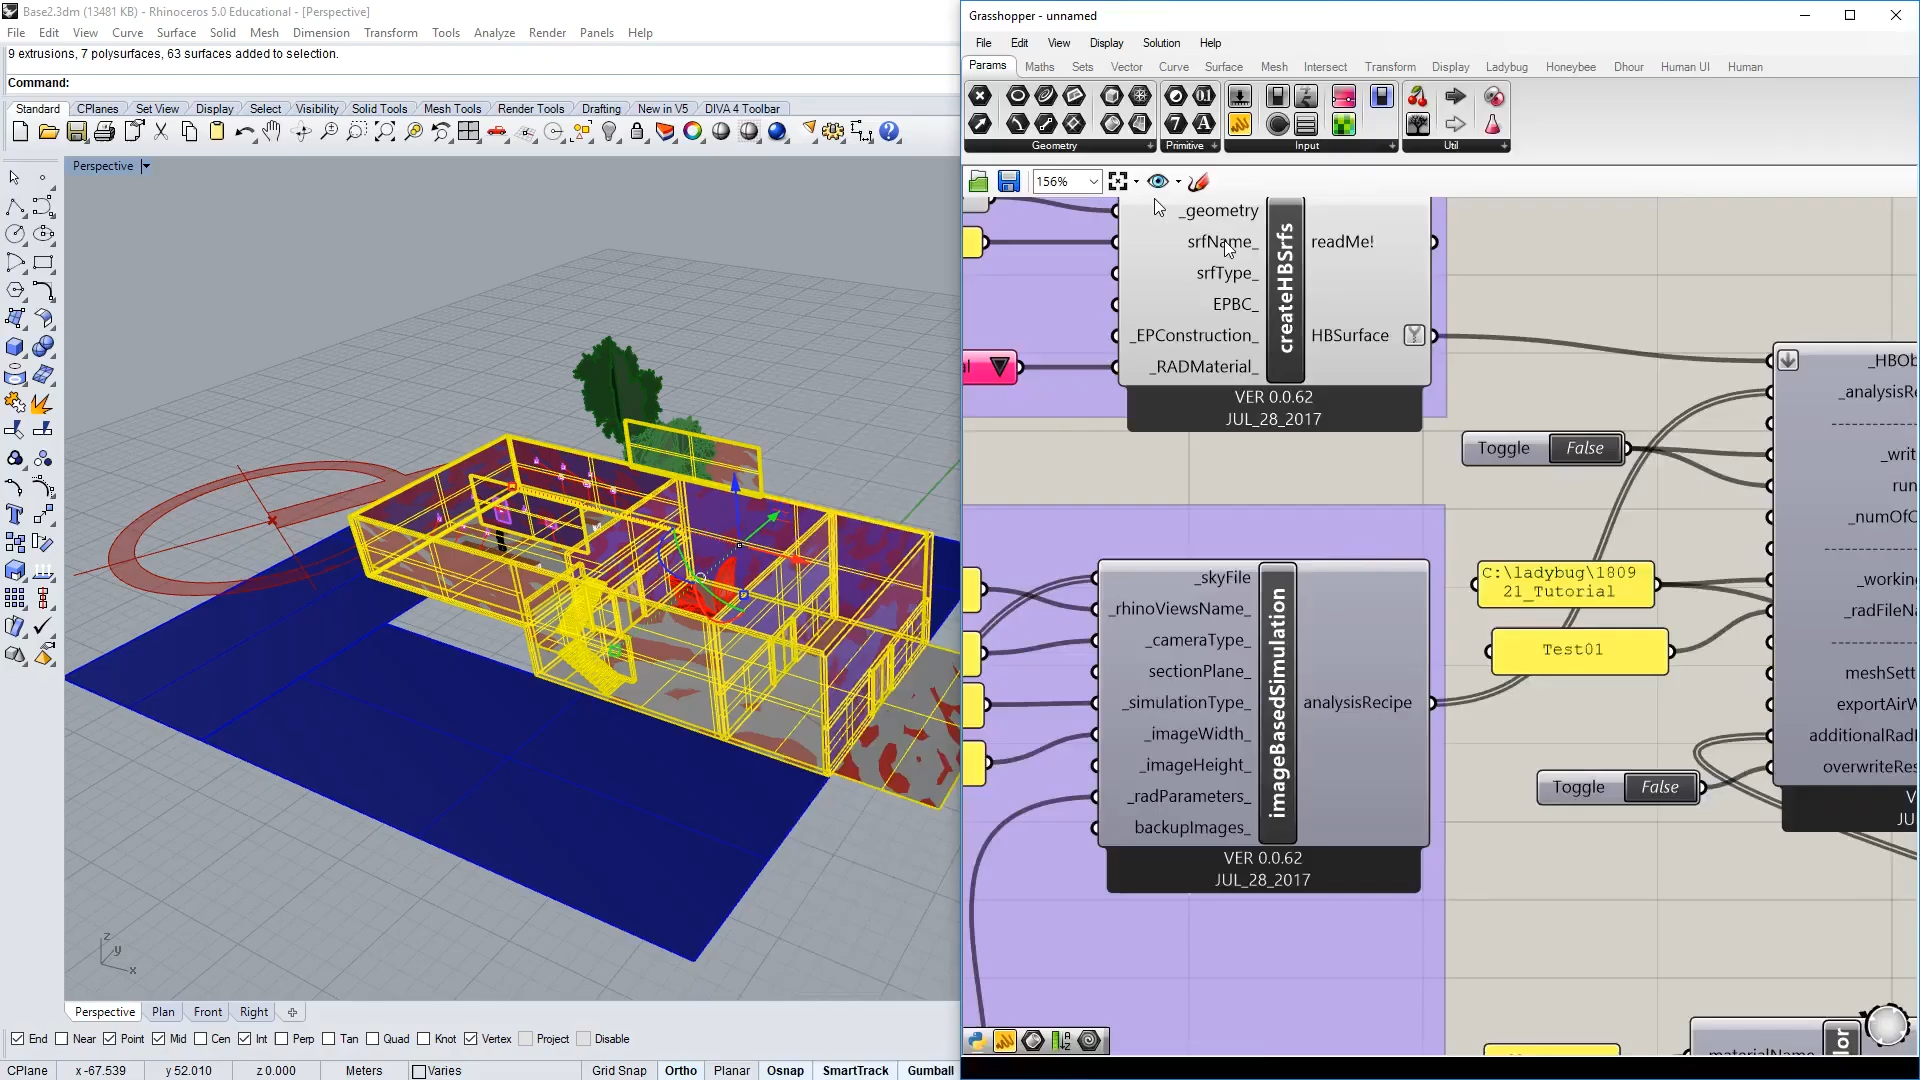 Base2.3dm (13481 KB) - Rhinoceros 5.0 Educational - [Perspective]
File Edit View Curve Surface Solid Mesh Dimension Transform Tools Analyze Render Panels Help
9 extrusions, 7 polysurfaces, 63 surfaces added to selection.
Command:
Standard CPlanes Set View Display Select Visibility Solid Tools Mesh Tools Render Tools Drafting New in V5 DIVA 4 Toolbar
Perspective
z
y
x
Perspective Plan Front Right
End Near Point Mid Cen Int Perp Tan Quad Knot Vertex Project Disable
CPlane x -67.539 y 52.010 z 0.000 Meters Varies Grid Snap Ortho Planar Osnap SmartTrack Gumball
Grasshopper - unnamed
File Edit View Display Solution Help
Params Maths Sets Vector Curve Surface Mesh Intersect Transform Display Ladybug Honeybee Dhour Human UI Human
Geometry Primitive Input Util
156%
_geometry
srfName_
srfType_
EPBC_
_EPConstruction_
_RADMaterial_
createHBSrfs
readMe!
HBSurface
VER 0.0.62
JUL_28_2017
Toggle False
C:\ladybug\1809
21_Tutorial
Test01
Toggle False
_skyFile
_rhinoViewsName_
_cameraType_
sectionPlane_
_simulationType_
_imageWidth_
_imageHeight_
_radParameters_
backupImages_
imageBasedSimulation
analysisRecipe
VER 0.0.62
JUL_28_2017
_HBOb
_analysisRe
_writ
run
_numOfC
_working
_radFileNa
meshSett
exportAirW
additionalRadF
overwriteRes
V
JU